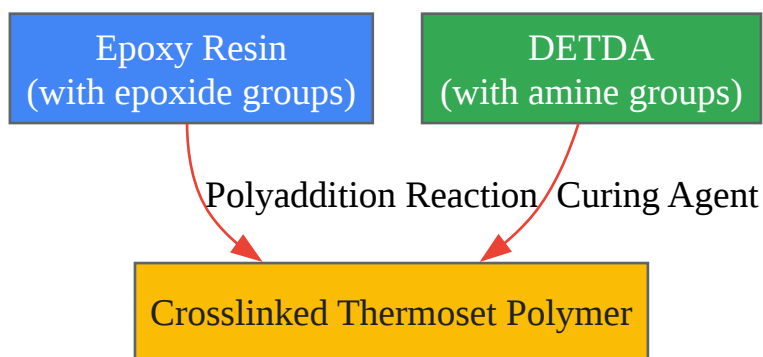 Epoxy Resin
(with epoxide groups)
DETDA
(with amine groups)
Polyaddition Reaction
Curing Agent
Crosslinked Thermoset Polymer